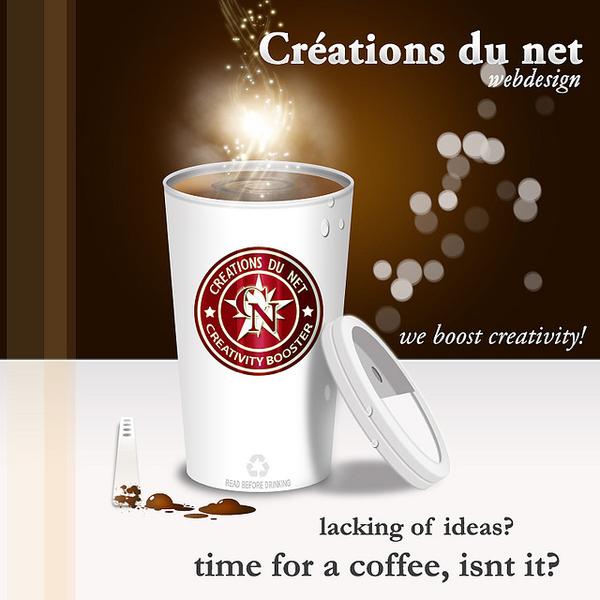 Créations du net
webdesign
CREATIONS DU NET
CN
CREATIVITY BOOSTER
we boost creativity!
READ BEFORE DRINKING
lacking of ideas?
time for a coffee, isnt it?